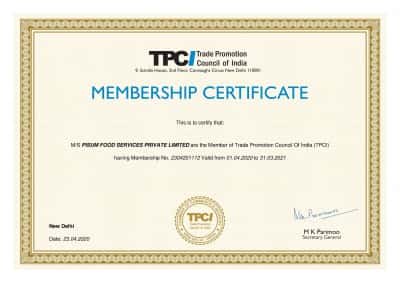 TPCI Trade Promotion
Council of India
9 Scindia House, 2nd Floor, Connaught Circus New Delhi 110001
MEMBERSHIP CERTIFICATE
This is to certify that:
M/S PISUM FOOD SERVICES PRIVATE LIMITED are the Member of Trade Promotion Council Of India (TPCI)
having Membership No. 2304201112 Valid from 01.04.2020 to 31.03.2021
TPCI
New Delhi
Date: 23.04.2020
M K Parimoo
Secretary General